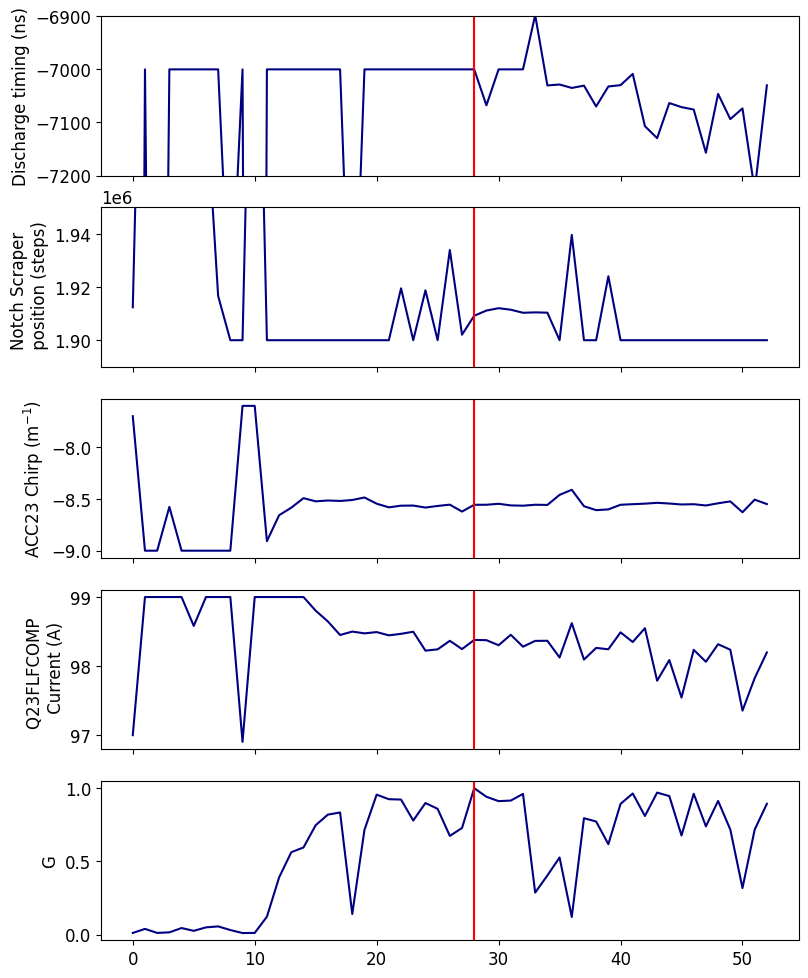 Discharge timing (ns)
−6900
−7000
−7100
−7200
1e6
Notch Scraper
position (steps)
1.94
1.92
1.90
ACC23 Chirp (m⁻¹)
−8.0
−8.5
−9.0
Q23FLFCOMP
Current (A)
99
98
97
G
1.0
0.5
0.0
0 10 20 30 40 50